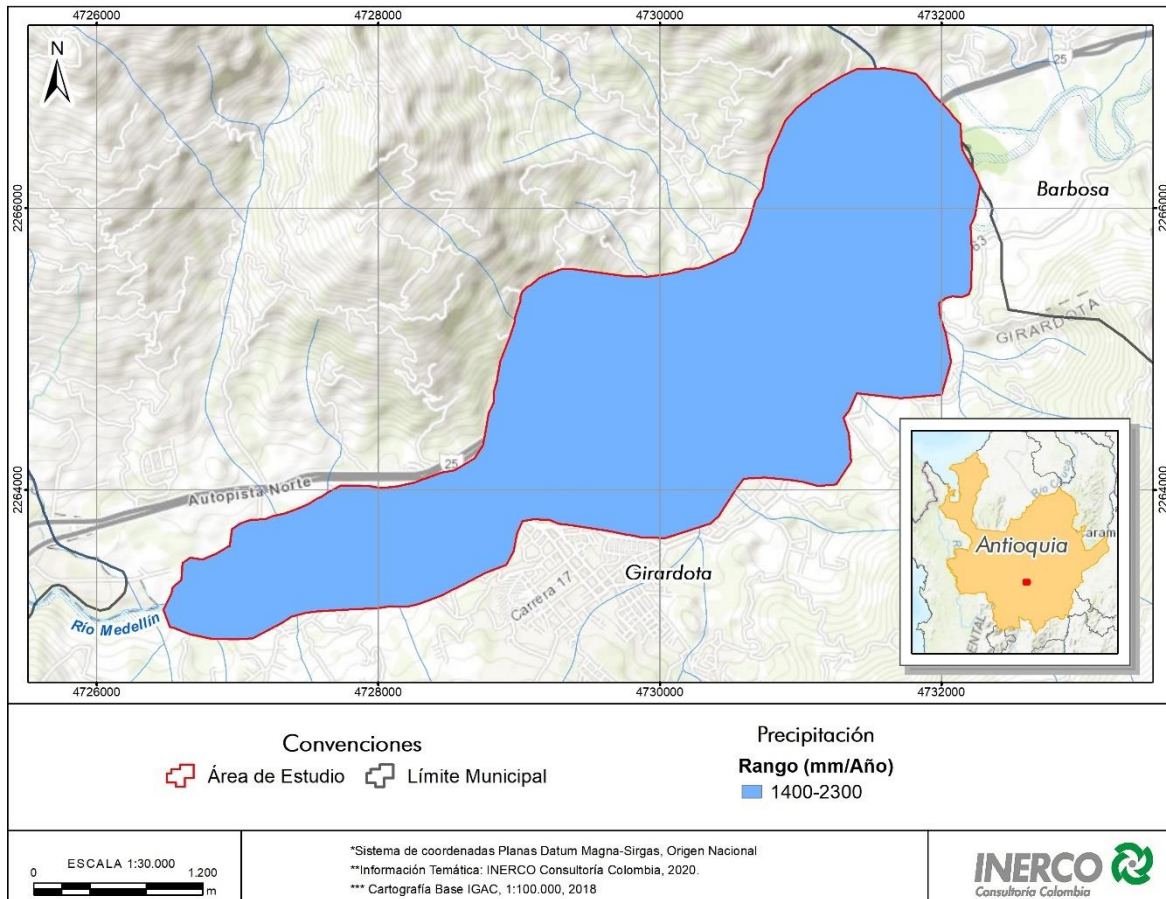 4726000 4728000 4730000 4732000
N
25
Barbosa
2266000
2266000
63
GIRARDOTA
25
Autopista Norte
2264000
2264000
Antioquia
Río Medellín
Carrera 17
Girardota
4726000 4728000 4730000 4732000
Convenciones
Área de Estudio Límite Municipal
Precipitación
Rango (mm/Año)
1400-2300
ESCALA 1:30.000
0 1.200
m
*Sistema de coordenadas Planas Datum Magna-Sirgas, Origen Nacional
**Información Temática: INERCO Consultoría Colombia, 2020.
*** Cartografía Base IGAC, 1:100.000, 2018
INERCO
Consultoría Colombia